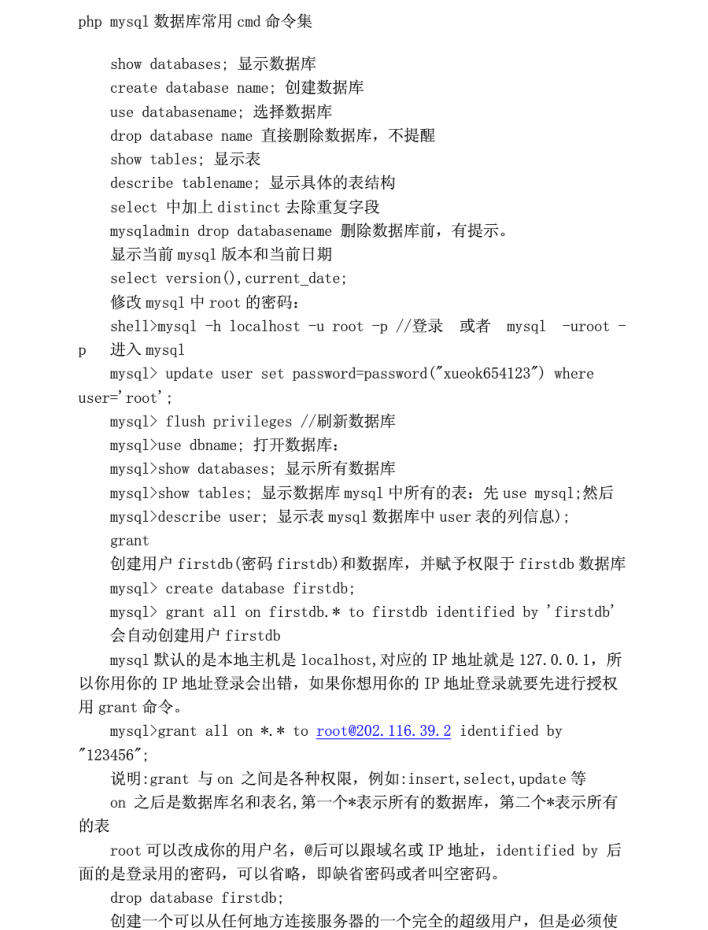 php mysql 数据库常用 cmd 命令集
show databases; 显示数据库
create database name; 创建数据库
use databasename; 选择数据库
drop database name 直接删除数据库，不提醒
show tables; 显示表
describe tablename; 显示具体的表结构
select 中加上 distinct 去除重复字段
mysqladmin drop databasename 删除数据库前，有提示。
显示当前 mysql 版本和当前日期
select version(),current_date;
修改 mysql 中 root 的密码：
shell>mysql -h localhost -u root -p //登录 或者 mysql -uroot -
p 进入 mysql
mysql> update user set password=password("xueok654123") where
user='root';
mysql> flush privileges //刷新数据库
mysql>use dbname; 打开数据库：
mysql>show databases; 显示所有数据库
mysql>show tables; 显示数据库 mysql 中所有的表：先 use mysql;然后
mysql>describe user; 显示表 mysql 数据库中 user 表的列信息);
grant
创建用户 firstdb(密码 firstdb)和数据库，并赋予权限于 firstdb 数据库
mysql> create database firstdb;
mysql> grant all on firstdb.* to firstdb identified by 'firstdb'
会自动创建用户 firstdb
mysql 默认的是本地主机是 localhost,对应的 IP 地址就是 127.0.0.1，所
以你用你的 IP 地址登录会出错，如果你想用你的 IP 地址登录就要先进行授权
用 grant 命令。
mysql>grant all on *.* to root@202.116.39.2 identified by
"123456";
说明:grant 与 on 之间是各种权限，例如:insert,select,update 等
on 之后是数据库名和表名,第一个*表示所有的数据库，第二个*表示所有
的表
root 可以改成你的用户名，@后可以跟域名或 IP 地址，identified by 后
面的是登录用的密码，可以省略，即缺省密码或者叫空密码。
drop database firstdb;
创建一个可以从任何地方连接服务器的一个完全的超级用户，但是必须使